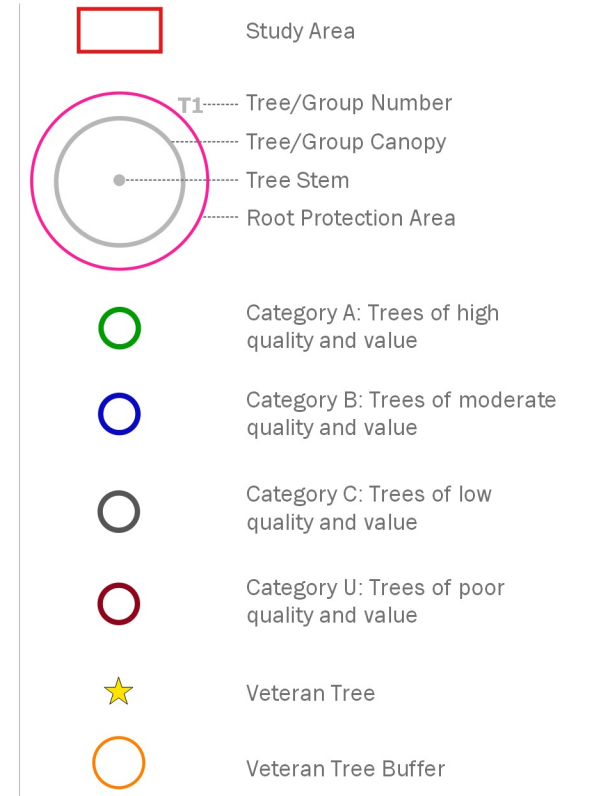 Study Area
T1
Tree/Group Number
Tree/Group Canopy
Tree Stem
Root Protection Area
Category A: Trees of high
quality and value
Category B: Trees of moderate
quality and value
Category C: Trees of low
quality and value
Category U: Trees of poor
quality and value
Veteran Tree
Veteran Tree Buffer